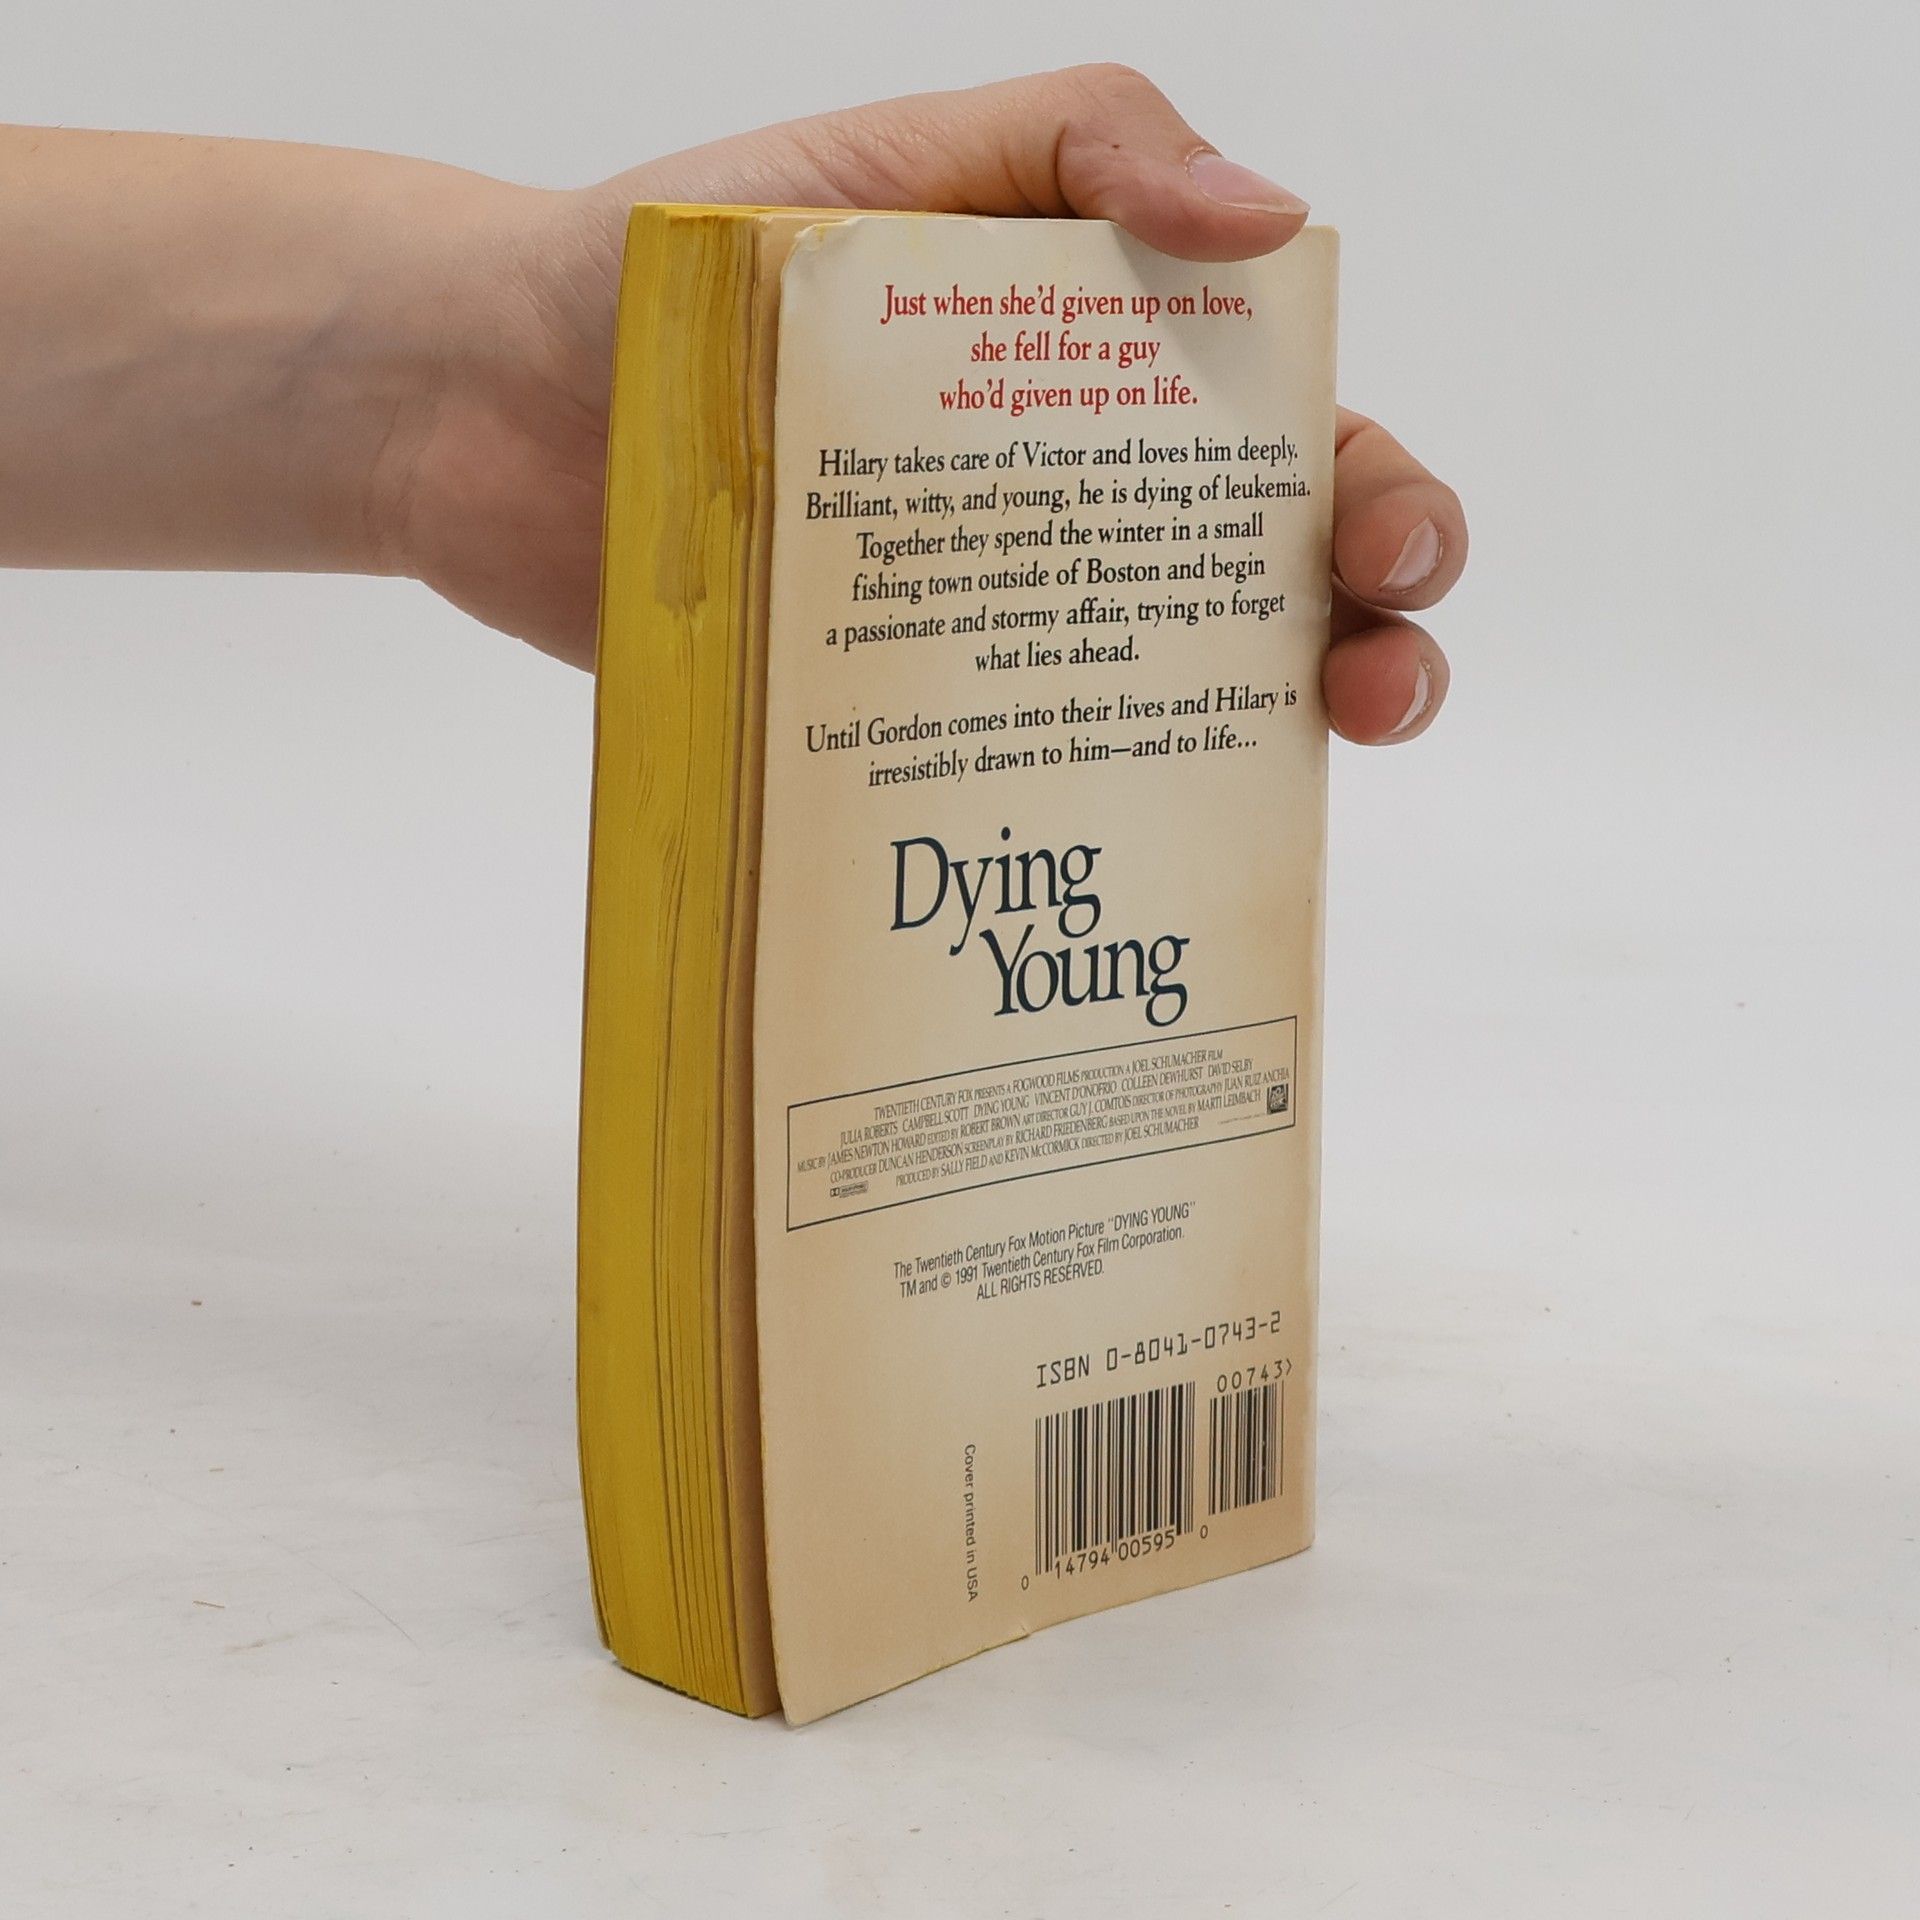 Just when she'd given up on love,
she fell for a guy
who'd given up on life.
Hilary takes care of Victor and loves him deeply.
Brilliant, witty, and young, he is dying of leukemia.
Together they spend the winter in a small
fishing town outside of Boston and begin
a passionate and stormy affair, trying to forget
what lies ahead.
Until Gordon comes into their lives and Hilary is
irresistibly drawn to him—and to life...
Dying
Young
TWENTIETH CENTURY FOX PRESENTS A FOGWOOD FILMS PRODUCTION A JOEL SCHUMACHER FILM
JULIA ROBERTS CAMPBELL SCOTT DYING YOUNG VINCENT D'ONOFRIO COLLEEN DEWHURST DAVID SELBY
MUSIC BY JAMES NEWTON HOWARD EDITED BY ROBERT BROWN ART DIRECTOR GUY J. COMTOIS DIRECTOR OF PHOTOGRAPHY JUAN RUIZ ANCHIA
CO-PRODUCER DUNCAN HENDERSON SCREENPLAY BY RICHARD FRIEDENBERG BASED UPON THE NOVEL BY MARTI LEIMBACH
PRODUCED BY SALLY FIELD AND KEVIN McCORMICK DIRECTED BY JOEL SCHUMACHER
The Twentieth Century Fox Motion Picture "DYING YOUNG"
TM and © 1991 Twentieth Century Fox Film Corporation.
ALL RIGHTS RESERVED.
ISBN 0-8041-0743-2
00743>
0 14794 00595 0
Cover printed in USA